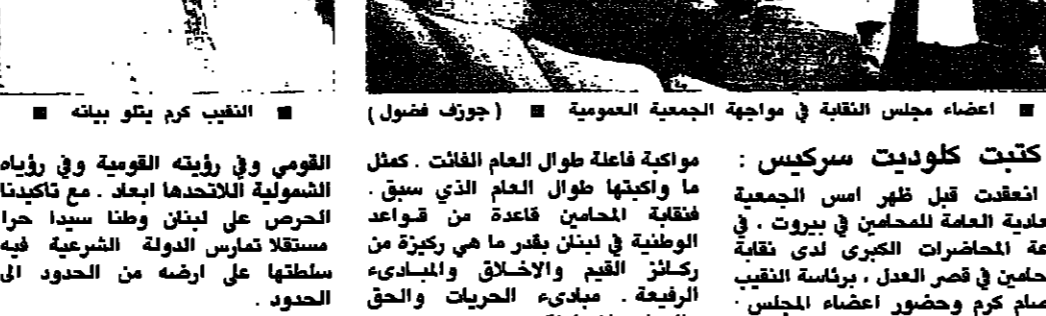 ■ اعضاء مجلس النقابة في مواجهة الجمعية العمومية ■ (جوزف فضول)
■ النقيب كرم يتلو بيانه ■
كتبت كلوديت سركيس :
انعقدت قبل ظهر امس الجمعية
العامة للمحامين في بيروت . في
المحاضرات الكبرى لدى نقابة
في قصر العدل ، برئاسة النقيب
كرم وحضور اعضاء المجلس .
مواكبة فاعلة طوال العام الفائت . كمثل
ما واكبتها طوال العام الذي سبق .
فنقابة المحامين قاعدة من قواعد
الوطنية في لبنان بقدر ما هي ركيزة من
ركائز القيم والاخلاق والمبادىء
الرفيعة . مبادىء الحريات والحق
القومي وفي رؤيته القومية وفي رؤياه
الشمولية اللاتحدها ابعاد . مع تاكيدنا
الحرص على لبنان وطنا سيدا حرا
مستقلا تمارس الدولة الشرعية فيه
سلطتها على ارضه من الحدود الى
الحدود .